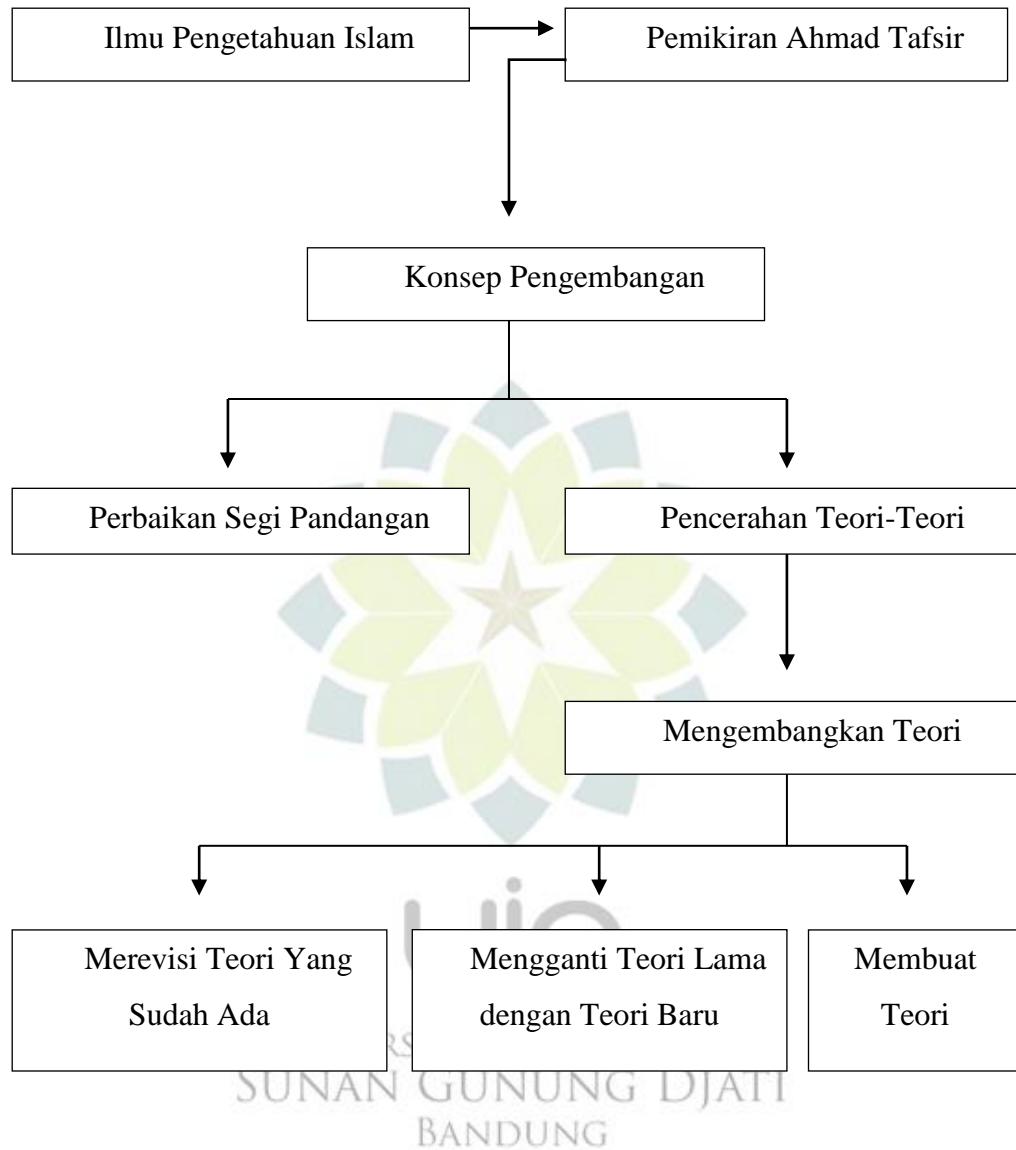 Ilmu Pengetahuan Islam
Pemikiran Ahmad Tafsir
Konsep Pengembangan
Perbaikan Segi Pandangan
Pencerahan Teori-Teori
Mengembangkan Teori
Merevisi Teori Yang
Sudah Ada
Mengganti Teori Lama
dengan Teori Baru
Membuat
Teori
SUNAN GUNUNG DJATI
BANDUNG